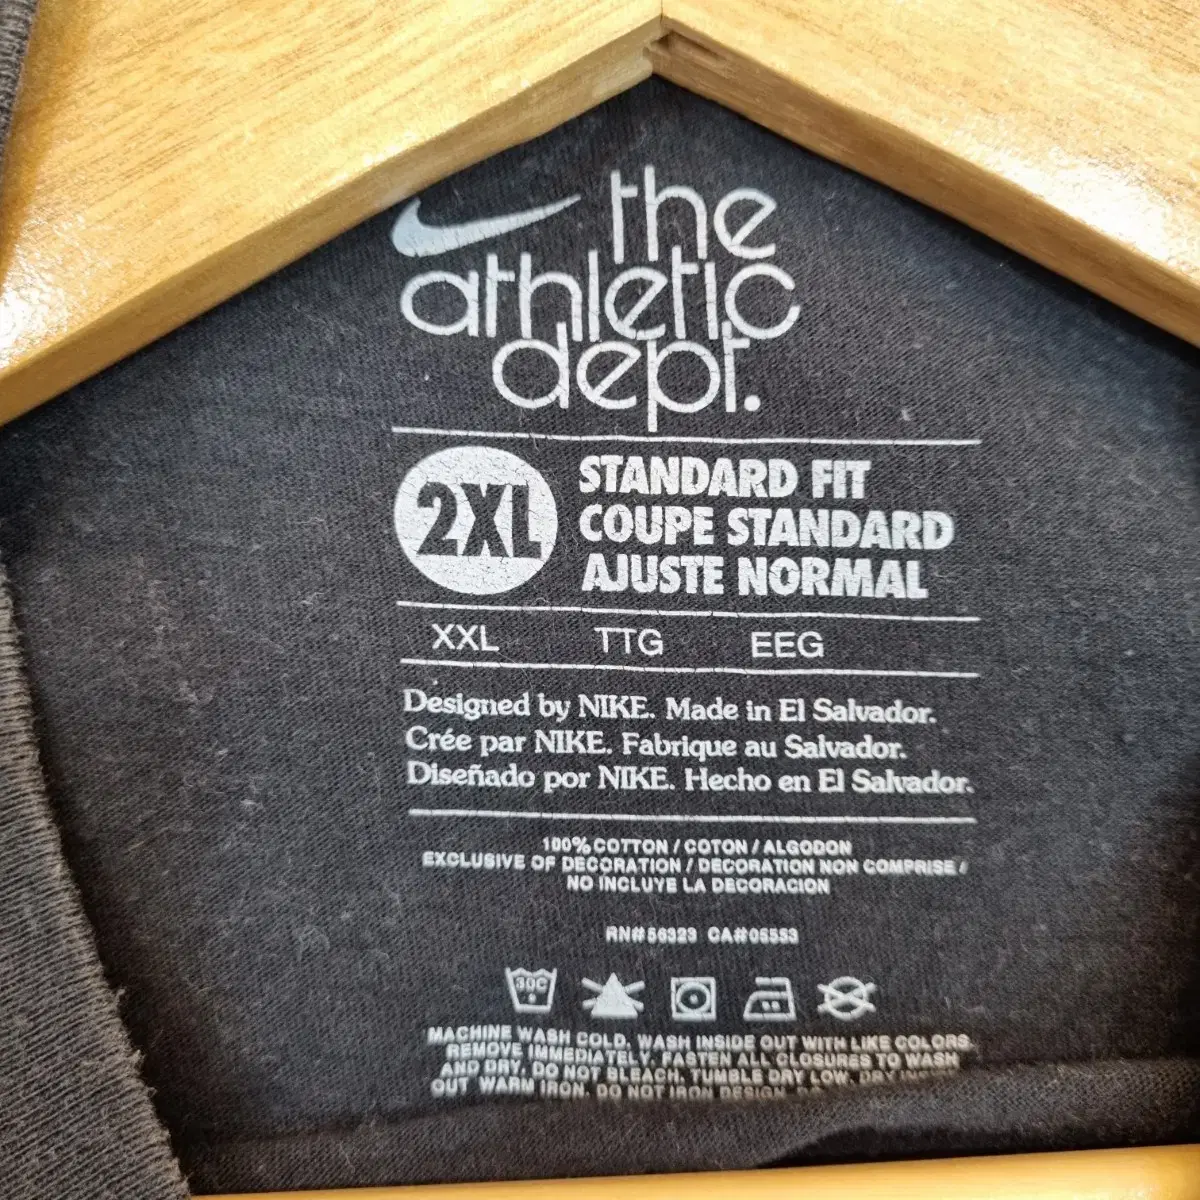 the
athletic
dept.
2XL
STANDARD FIT
COUPE STANDARD
AJUSTE NORMAL
XXL TTG EEG
Designed by NIKE. Made in El Salvador.
Crée par NIKE. Fabrique au Salvador.
Diseñado por NIKE. Hecho en El Salvador.
100% COTTON / COTON / ALGODON
EXCLUSIVE OF DECORATION / DECORATION NON COMPRISE /
NO INCLUYE LA DECORACION
RN#56323 CA#05553
30C
MACHINE WASH COLD. WASH INSIDE OUT WITH LIKE COLORS.
REMOVE IMMEDIATELY. FASTEN ALL CLOSURES TO WASH
AND DRY. DO NOT BLEACH. TUMBLE DRY LOW. DRY
OUT WARM IRON. DO NOT IRON DESIGN.